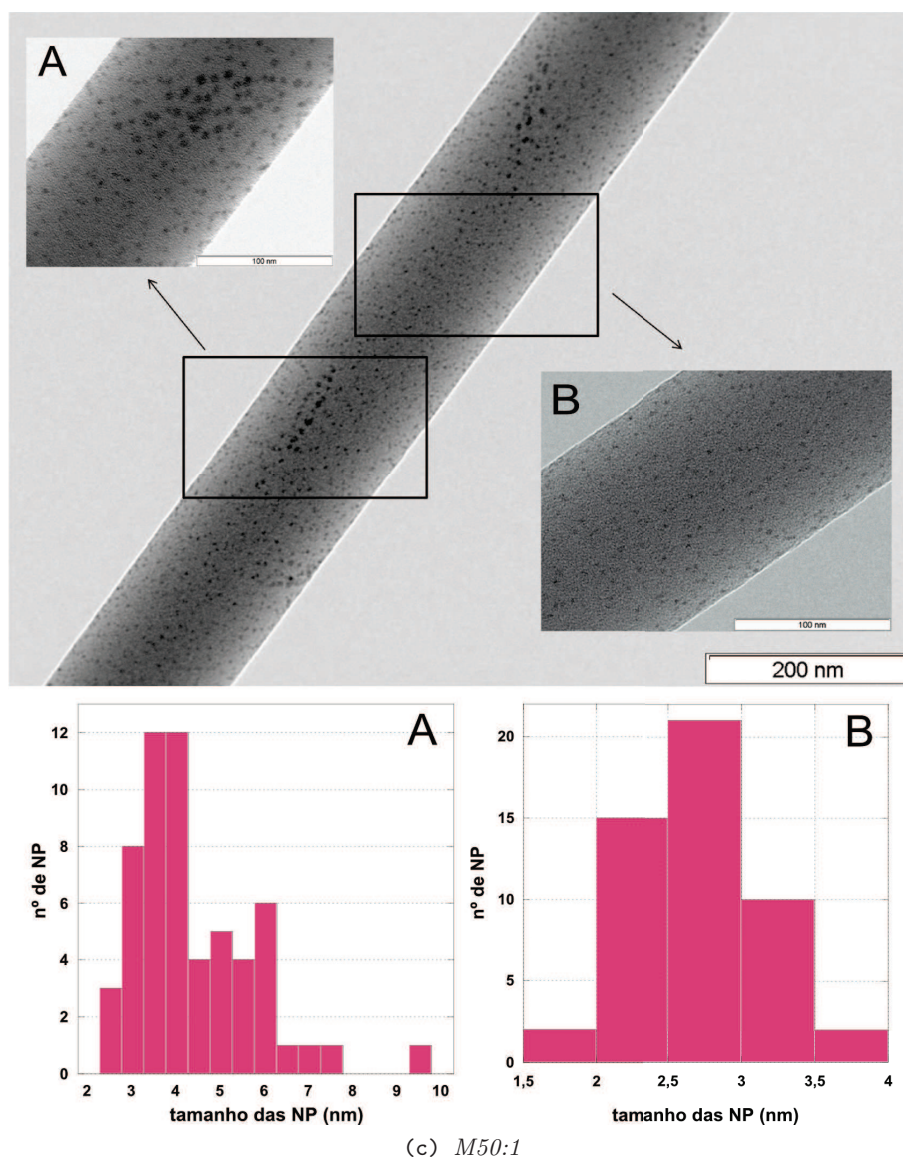 A
100 nm
B
100 nm
200 nm
A
nº de NP
12
10
8
6
4
2
0
2 3 4 5 6 7 8 9 10
tamanho das NP (nm)
B
nº de NP
20
15
10
5
0
1,5 2 2,5 3 3,5 4
tamanho das NP (nm)
(c) M50:1